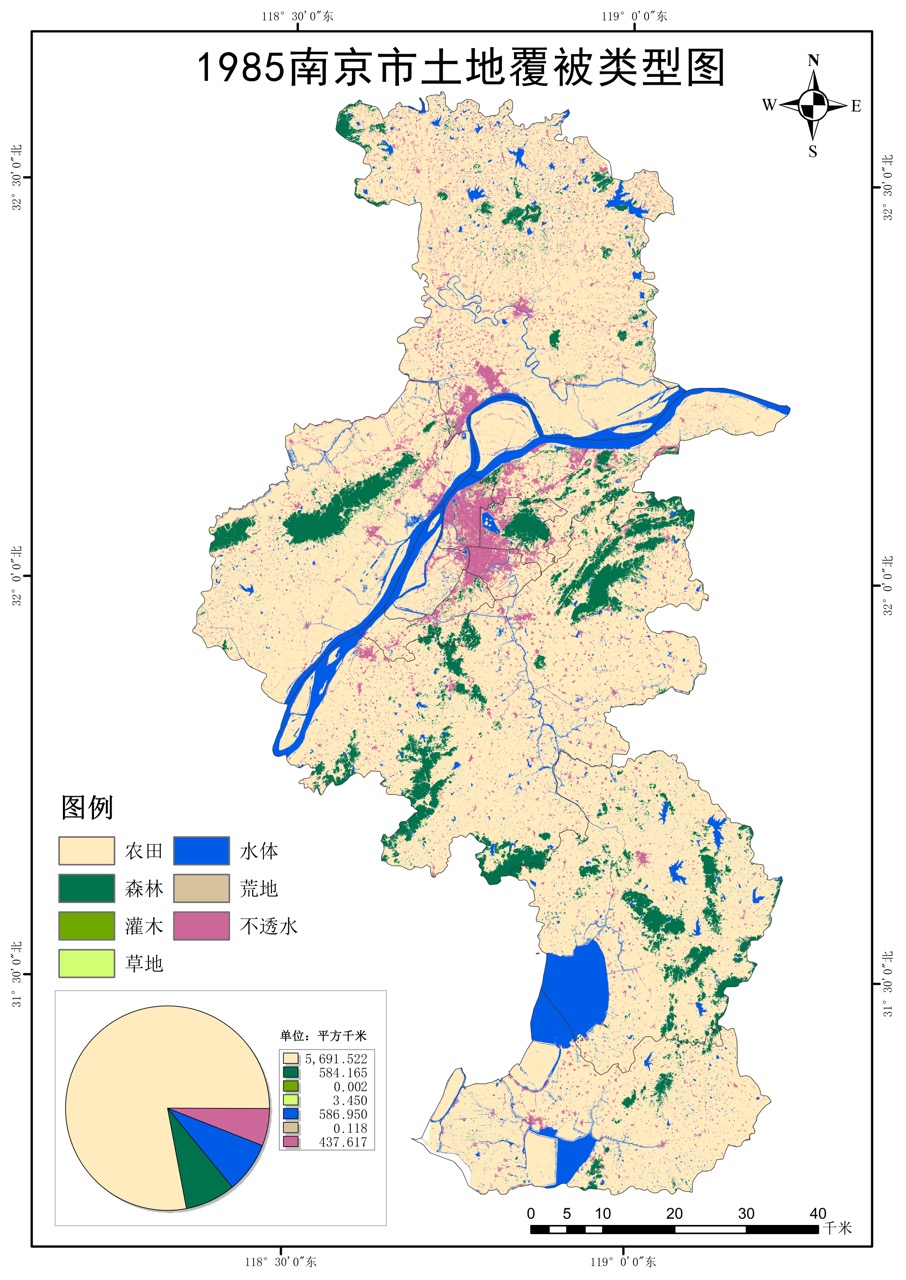 118° 30′0″东
119° 0′0″东
1985南京市土地覆被类型图
N
W
E
S
32° 30′0″北
32° 30′0″北
32° 0′0″北
32° 0′0″北
31° 30′0″北
31° 30′0″北
图例
农田
水体
森林
荒地
灌木
不透水
草地
单位：平方千米
5,691.522
584.165
0.002
3.450
586.950
0.118
437.617
0 5 10 20 30 40
千米
118° 30′0″东
119° 0′0″东